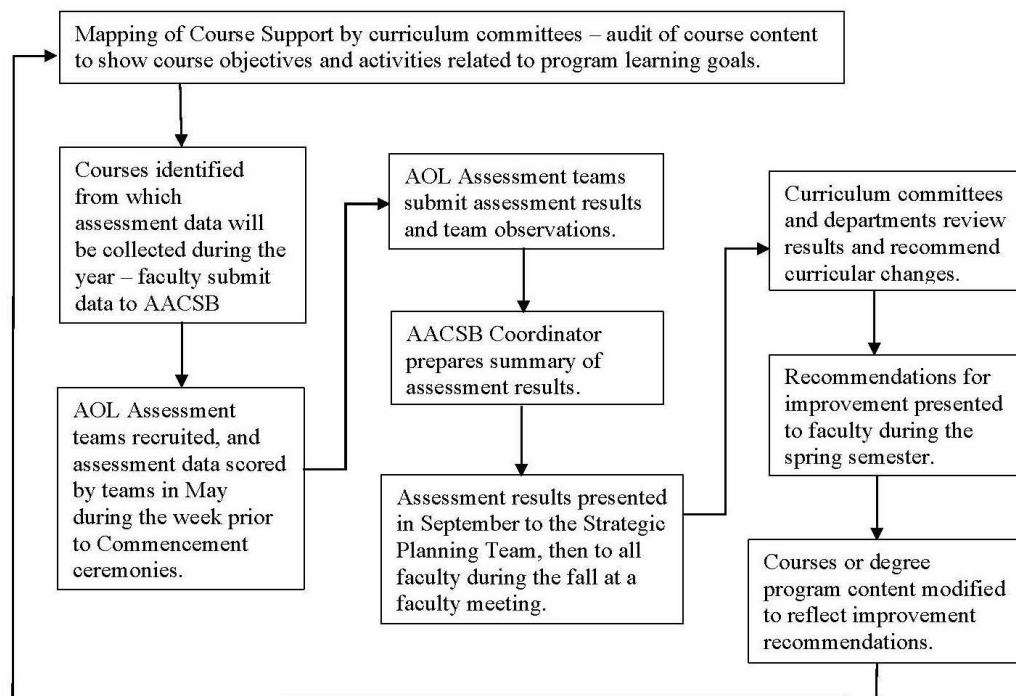 Mapping of Course Support by curriculum committees – audit of course content
to show course objectives and activities related to program learning goals.
Courses identified
from which
assessment data will
be collected during the
year – faculty submit
data to AACSB
AOL Assessment
teams recruited, and
assessment data scored
by teams in May
during the week prior
to Commencement
ceremonies.
AOL Assessment teams
submit assessment results
and team observations.
AACSB Coordinator
prepares summary of
assessment results.
Assessment results presented
in September to the Strategic
Planning Team, then to all
faculty during the fall at a
faculty meeting.
Curriculum committees
and departments review
results and recommend
curricular changes.
Recommendations for
improvement presented
to faculty during the
spring semester.
Courses or degree
program content modified
to reflect improvement
recommendations.